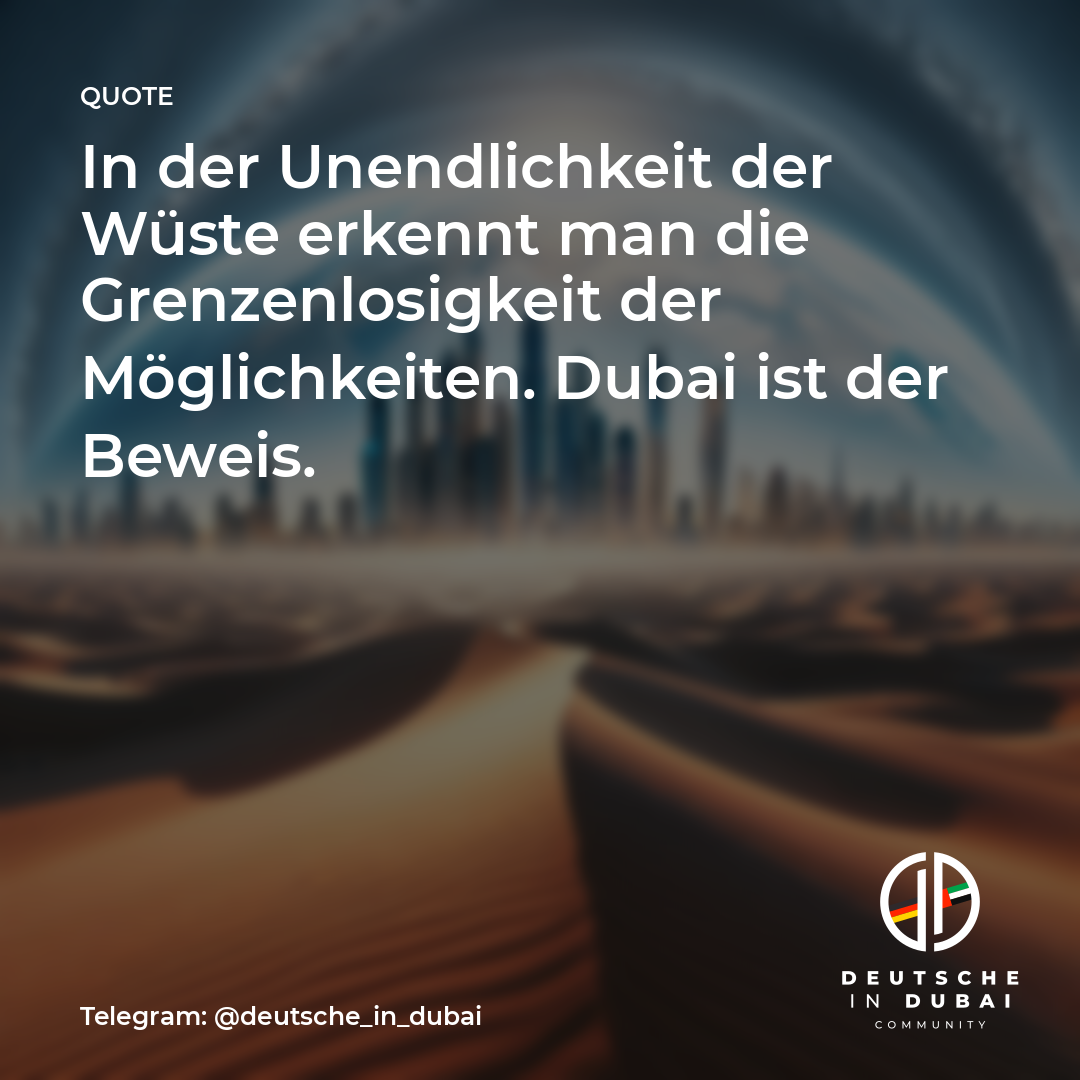 QUOTE
In der Unendlichkeit der
Wüste erkennt man die
Grenzenlosigkeit der
Möglichkeiten. Dubai ist der
Beweis.
Telegram: @deutsche_in_dubai
DEUTSCHE
IN DUBAI
COMMUNITY